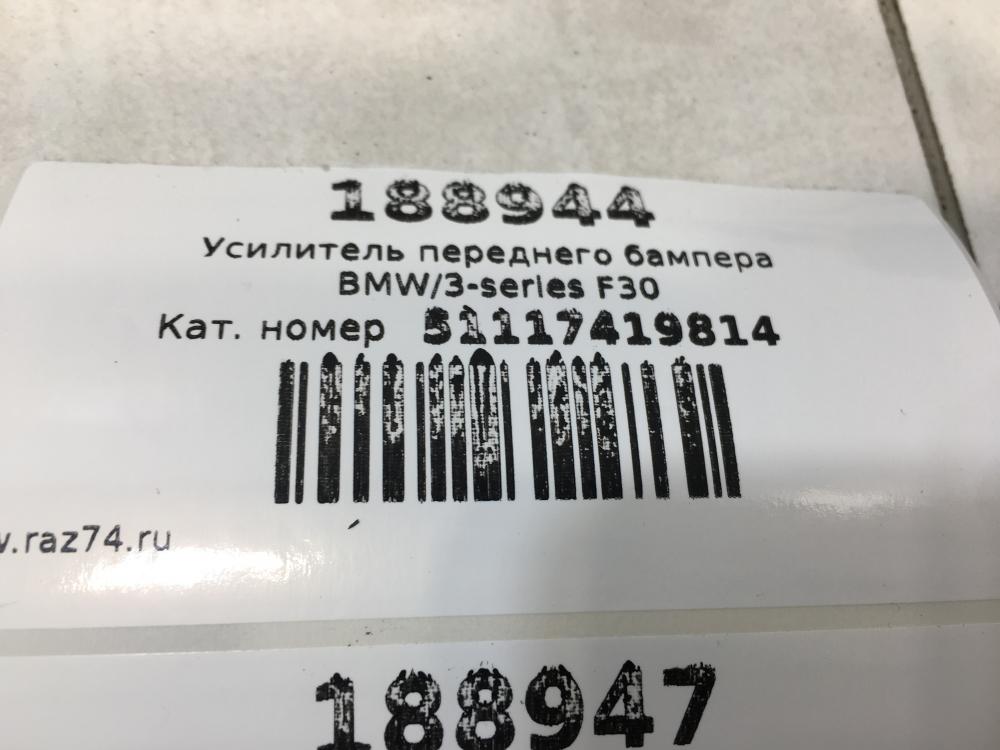 188944
Усилитель переднего бампера
BMW/3-series F30
Кат. номер 51117419814
w.raz74.ru
188947